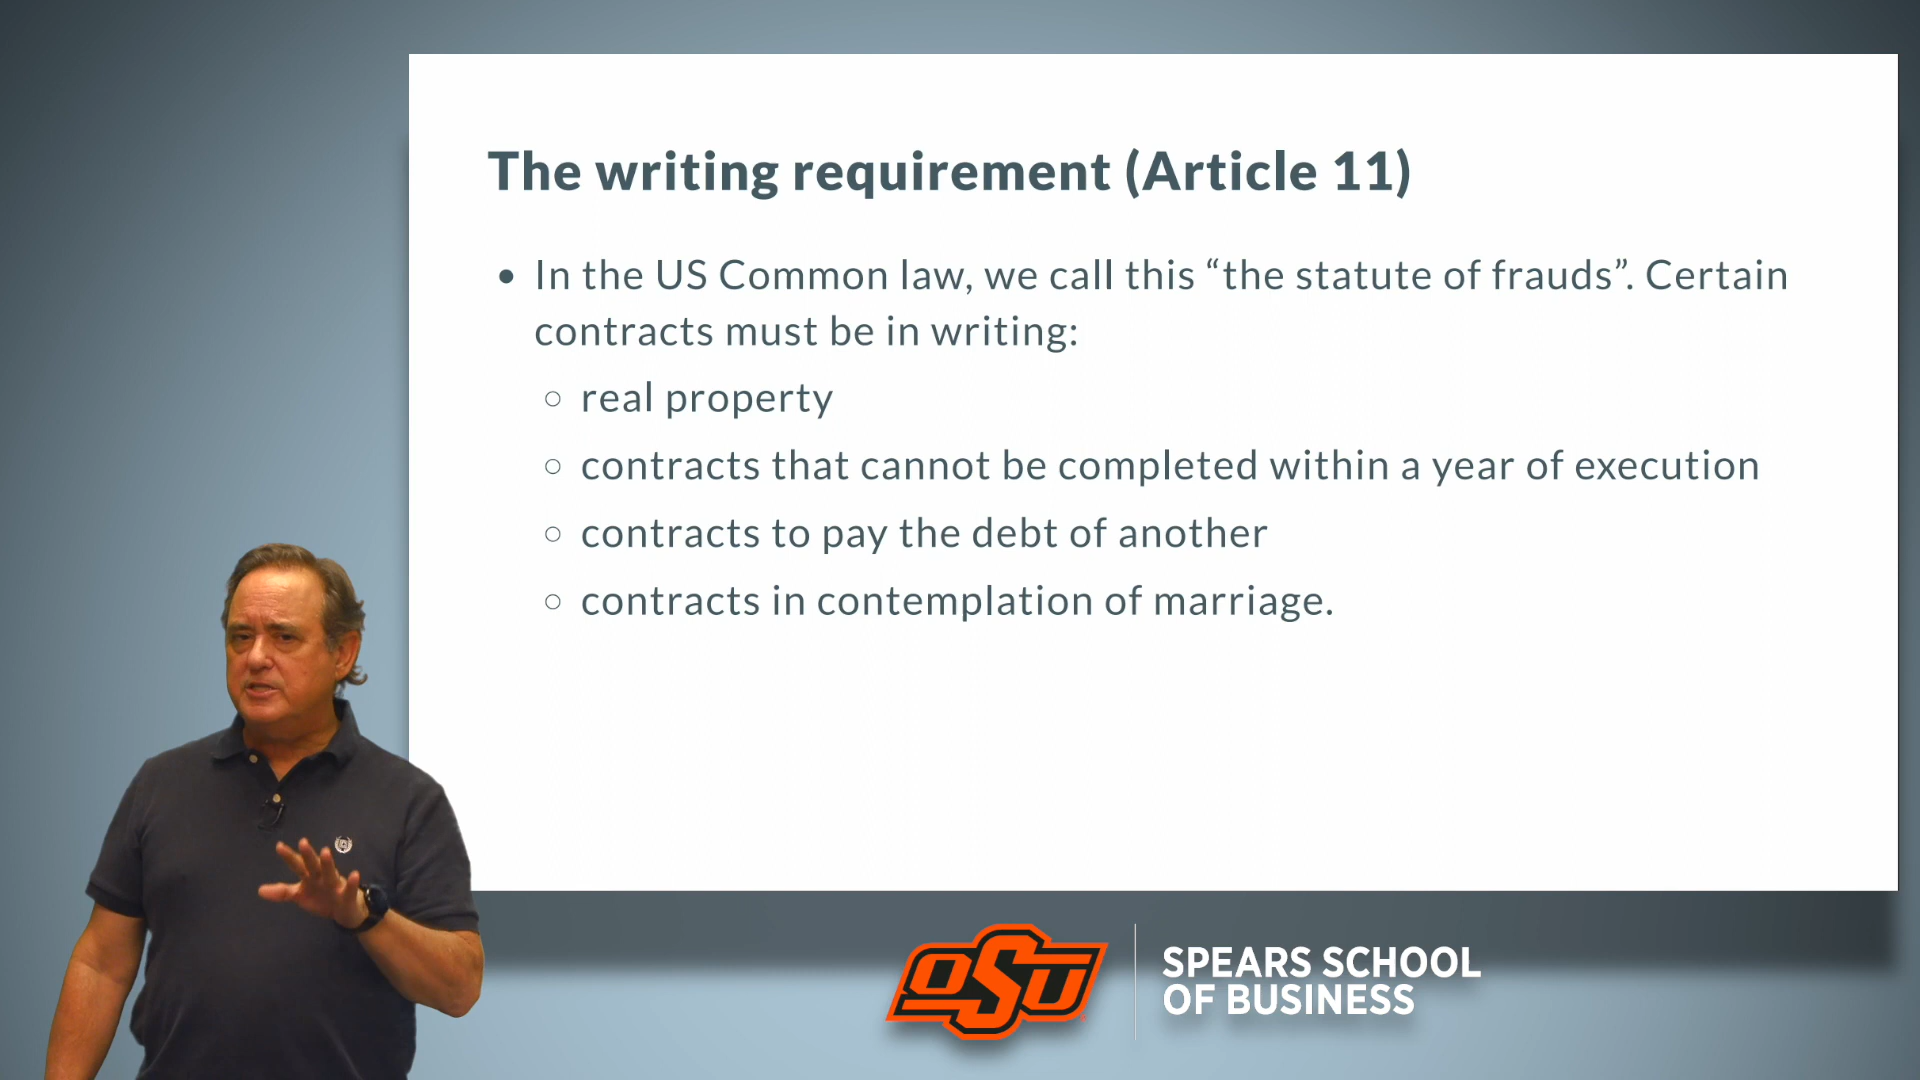 The writing requirement (Article 11)
• In the US Common law, we call this “the statute of frauds”. Certain
contracts must be in writing:
○ real property
○ contracts that cannot be completed within a year of execution
○ contracts to pay the debt of another
○ contracts in contemplation of marriage.
OSU
SPEARS SCHOOL
OF BUSINESS